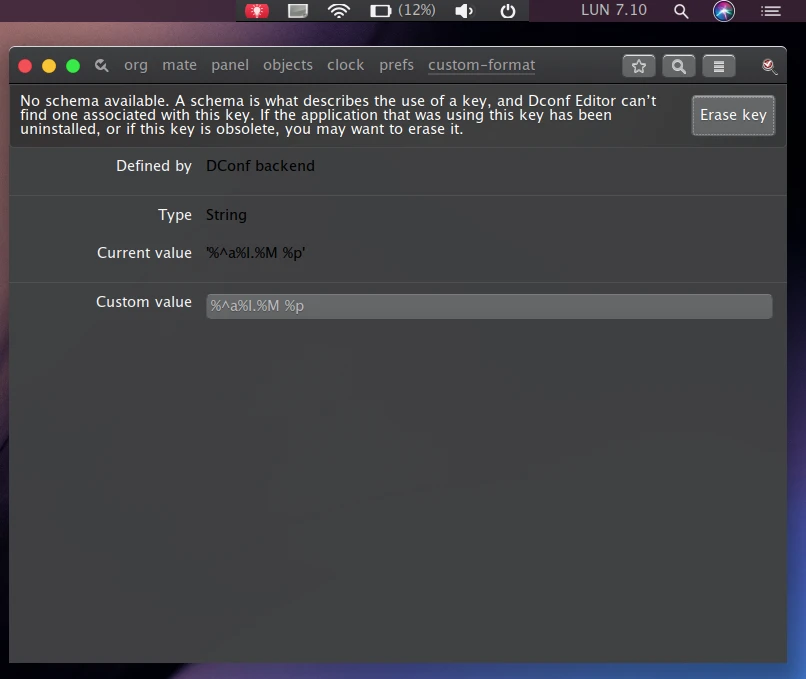 (12%) LUN 7.10
org mate panel objects clock prefs custom-format
No schema available. A schema is what describes the use of a key, and Dconf Editor can’t
find one associated with this key. If the application that was using this key has been
uninstalled, or if this key is obsolete, you may want to erase it.
Erase key
Defined by DConf backend
Type String
Current value '%^a%l.%M %p'
Custom value %^a%l.%M %p